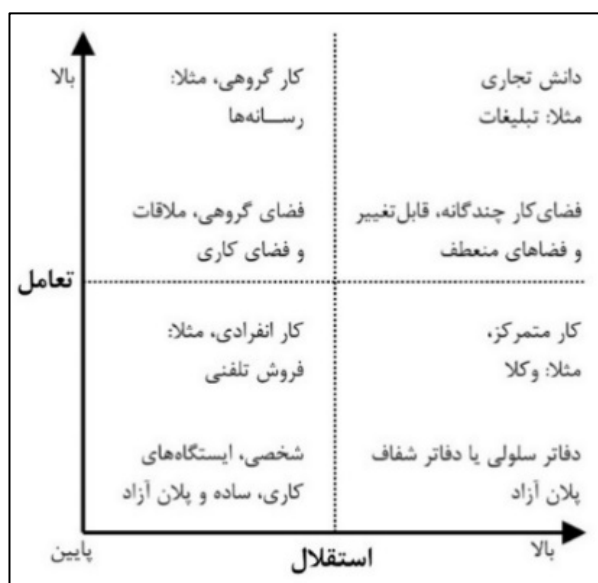 بالا
دانش تجاری
مثلا: تبلیغات
فضای‌کار چندگانه، قابل‌تغییر
و فضاهای منعطف
کار گروهی، مثلا:
رسـانه‌ها
فضای گروهی، ملاقات
و فضای کاری
تعامل
کار متمرکز،
مثلا: وکلا
دفاتر سلولی یا دفاتر شفاف
پلان آزاد
کار انفرادی، مثلا:
فروش تلفنی
شخصی، ایستگاه‌های
کاری، ساده و پلان آزاد
بالا
استقلال
پایین